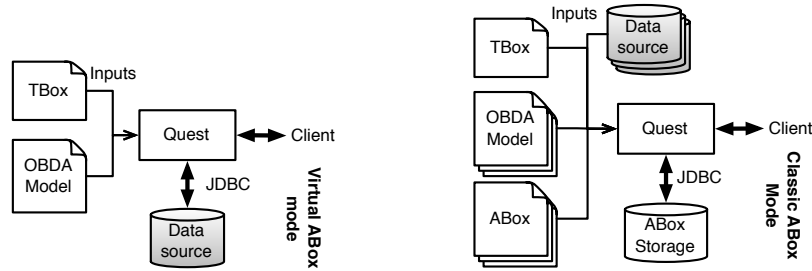 Inputs
TBox
OBDA
Model
Quest
Client
JDBC
Data
source
Virtual ABox
mode
Inputs
Data
source
TBox
OBDA
Model
ABox
Quest
Client
JDBC
ABox
Storage
Classic ABox
Mode